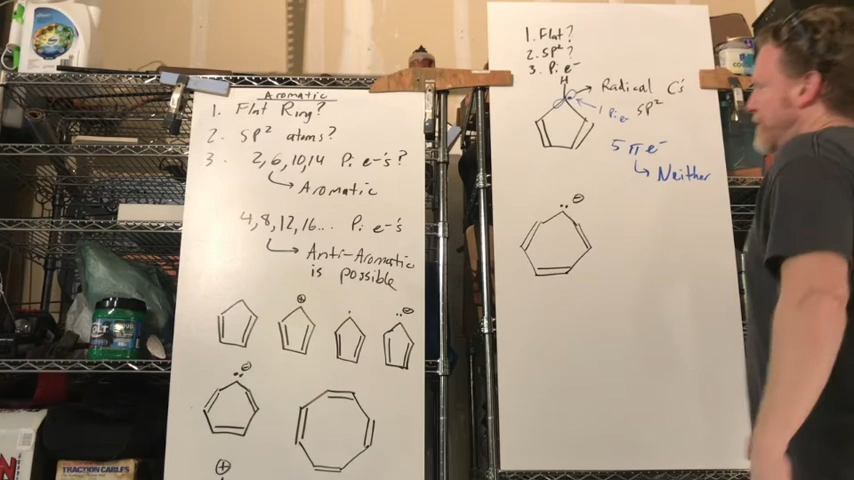 Aromatic
1. Flat Ring?
2. SP² atoms?
3. 2, 6, 10, 14 Pi e-'s?
Aromatic
4, 8, 12, 16... Pi e-'s
Anti-Aromatic
is possible
⊕
⊖
⊖
⊕
1. Flat?
2. SP²?
3. Pi e⁻
H
Radical C's
SP²
1 Pi e-
5 π e⁻
Neither
⊖
TRACTION CABLES